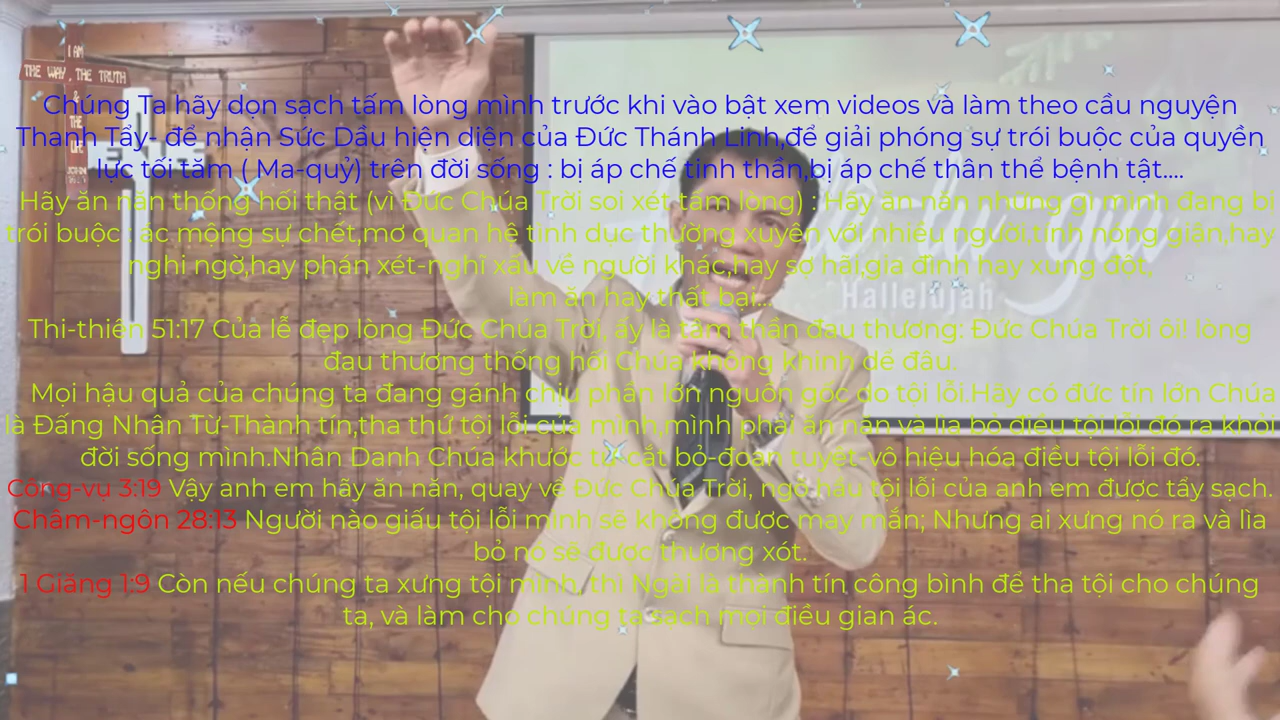 I AM
THE WAY, THE TRUTH
&
THE
LIFE
JOHN
Chúng Ta hãy dọn sạch tấm lòng mình trước khi vào bật xem videos và làm theo cầu nguyện
Thanh Tẩy- để nhận Sức Dầu hiện diện của Đức Thánh Linh,để giải phóng sự trói buộc của quyền
lực tối tăm ( Ma-quỷ) trên đời sống : bị áp chế tinh thần,bị áp chế thân thể bệnh tật....
Hãy ăn năn thống hối thật (vì Đức Chúa Trời soi xét tấm lòng) : Hãy ăn năn những gì mình đang bị
trói buộc : ác mộng sự chết,mơ quan hệ tình dục thường xuyên với nhiều người,tính nóng giận,hay
nghi ngờ,hay phán xét-nghĩ xấu về người khác,hay sợ hãi,gia đình hay xung đột,
làm ăn hay thất bại...
Hallelujah
Thi-thiên 51:17 Của lễ đẹp lòng Đức Chúa Trời, ấy là tâm thần đau thương: Đức Chúa Trời ôi! lòng
đau thương thống hối Chúa không khinh dể đâu.
Mọi hậu quả của chúng ta đang gánh chịu phần lớn nguồn gốc do tội lỗi.Hãy có đức tin lớn Chúa
là Đấng Nhân Từ-Thành tín,tha thứ tội lỗi của mình,mình phải ăn năn và lìa bỏ điều tội lỗi đó ra khỏi
đời sống mình.Nhân Danh Chúa khước từ-cắt bỏ-đoạn tuyệt-vô hiệu hóa điều tội lỗi đó.
Công-vụ 3:19 Vậy anh em hãy ăn năn, quay về Đức Chúa Trời, ngõ hầu tội lỗi của anh em được tẩy sạch.
Châm-ngôn 28:13 Người nào giấu tội lỗi mình sẽ không được may mắn; Nhưng ai xưng nó ra và lìa
bỏ nó sẽ được thương xót.
1 Giăng 1:9 Còn nếu chúng ta xưng tội mình, thì Ngài là thành tín công bình để tha tội cho chúng
ta, và làm cho chúng ta sạch mọi điều gian ác.